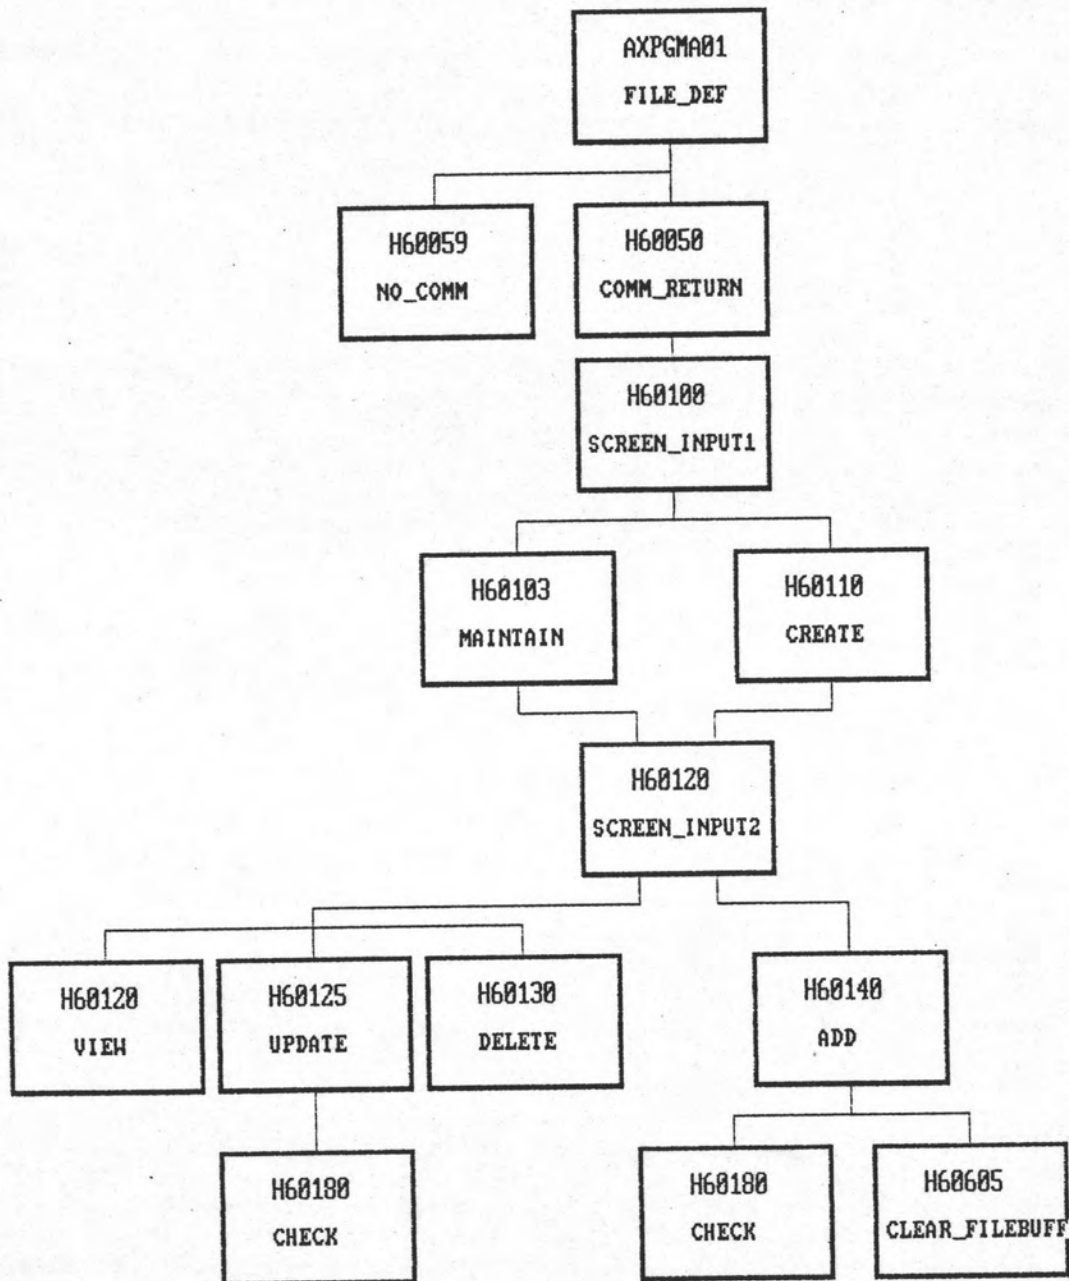 AXPGMA01
FILE_DEF
H60059
NO_COMM
H60050
COMM_RETURN
H60100
SCREEN_INPUT1
H60103
MAINTAIN
H60110
CREATE
H60120
SCREEN_INPUT2
H60120
VIEW
H60125
UPDATE
H60130
DELETE
H60140
ADD
H60180
CHECK
H60180
CHECK
H60605
CLEAR_FILEBUFF